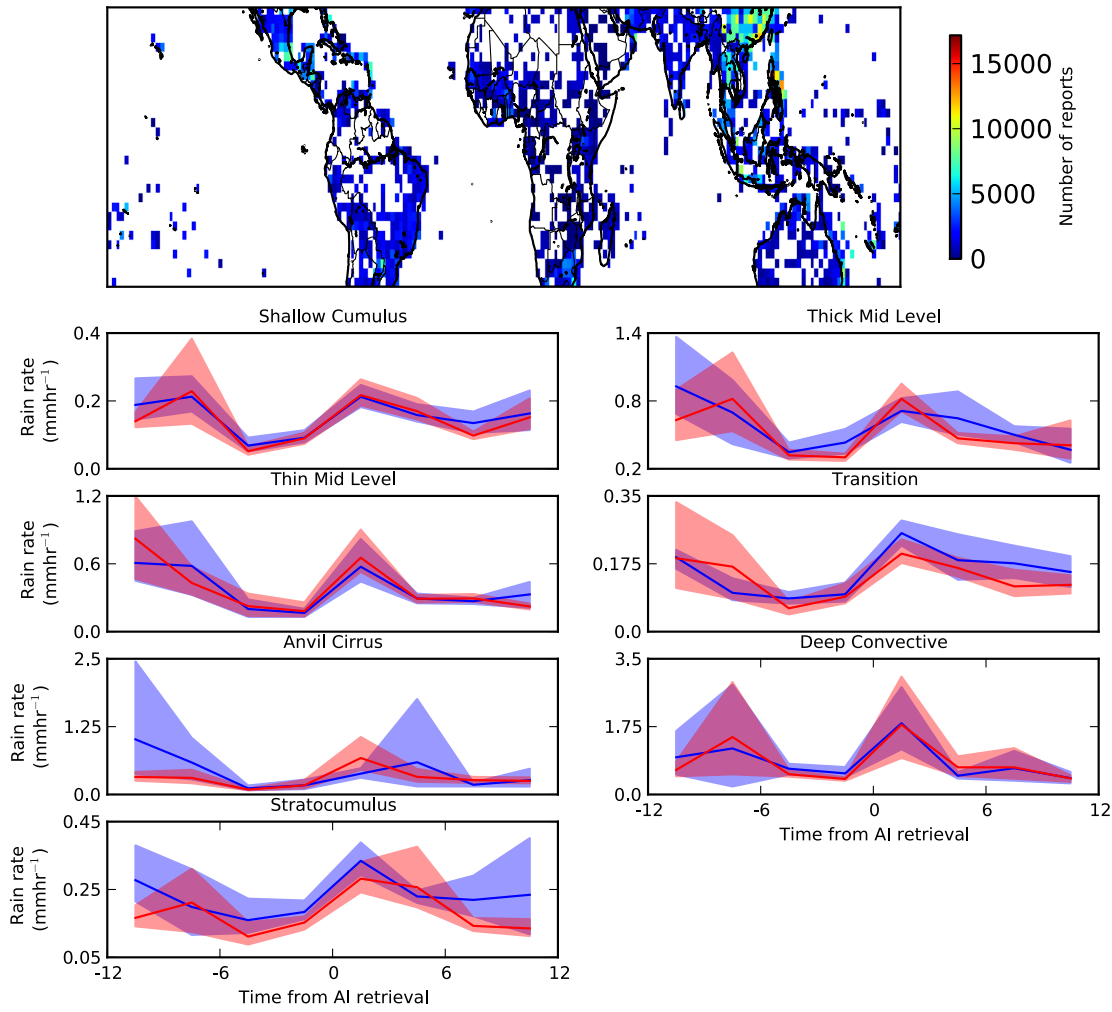 15000
10000
5000
0
Number of reports
Shallow Cumulus
Thick Mid Level
Rain rate
(mmhr⁻¹)
0.4
0.2
0.0
1.4
0.8
0.2
Thin Mid Level
Transition
Rain rate
(mmhr⁻¹)
1.2
0.6
0.0
0.35
0.175
0.0
Anvil Cirrus
Deep Convective
Rain rate
(mmhr⁻¹)
2.5
1.25
0.0
3.5
1.75
0.0
-12 -6 0 6 12
Time from AI retrieval
Stratocumulus
Rain rate
(mmhr⁻¹)
0.45
0.25
0.05
-12 -6 0 6 12
Time from AI retrieval